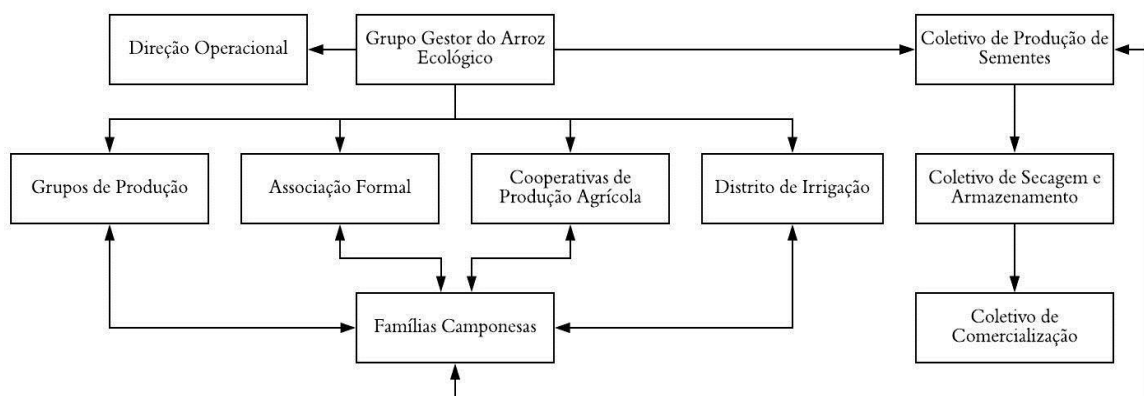 Direção Operacional
Grupo Gestor do Arroz
Ecológico
Coletivo de Produção de
Sementes
Grupos de Produção
Associação Formal
Cooperativas de
Produção Agrícola
Distrito de Irrigação
Coletivo de Secagem e
Armazenamento
Famílias Camponesas
Coletivo de
Comercialização